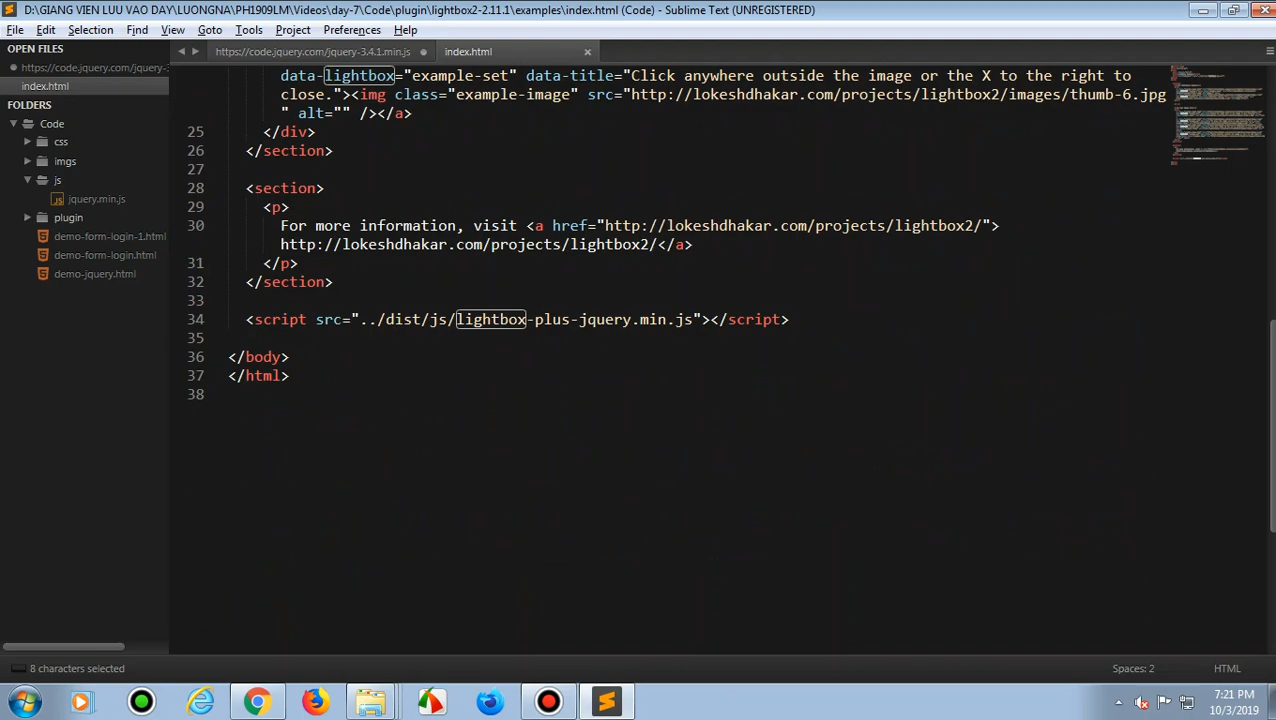 D:\GIANG VIEN LUU VAO DAY\LUONGNA\PH1909LM\Videos\day-7\Code\plugin\lightbox2-2.11.1\examples\index.html (Code) - Sublime Text (UNREGISTERED)
File Edit Selection Find View Goto Tools Project Preferences Help
OPEN FILES
https://code.jquery.com/jquery-3
index.html
FOLDERS
Code
css
imgs
js
jquery.min.js
plugin
demo-form-login-1.html
demo-form-login.html
demo-jquery.html
https://code.jquery.com/jquery-3.4.1.min.js
index.html
data-lightbox="example-set" data-title="Click anywhere outside the image or the X to the right to
close."><img class="example-image" src="http://lokeshdhakar.com/projects/lightbox2/images/thumb-6.jpg
" alt="" /></a>
25 </div>
26 </section>
27
28 <section>
29 <p>
30 For more information, visit <a href="http://lokeshdhakar.com/projects/lightbox2/">
http://lokeshdhakar.com/projects/lightbox2/</a>
31 </p>
32 </section>
33
34 <script src="../dist/js/lightbox-plus-jquery.min.js"></script>
35
36 </body>
37 </html>
38
8 characters selected
Spaces: 2
HTML
7:21 PM
10/3/2019